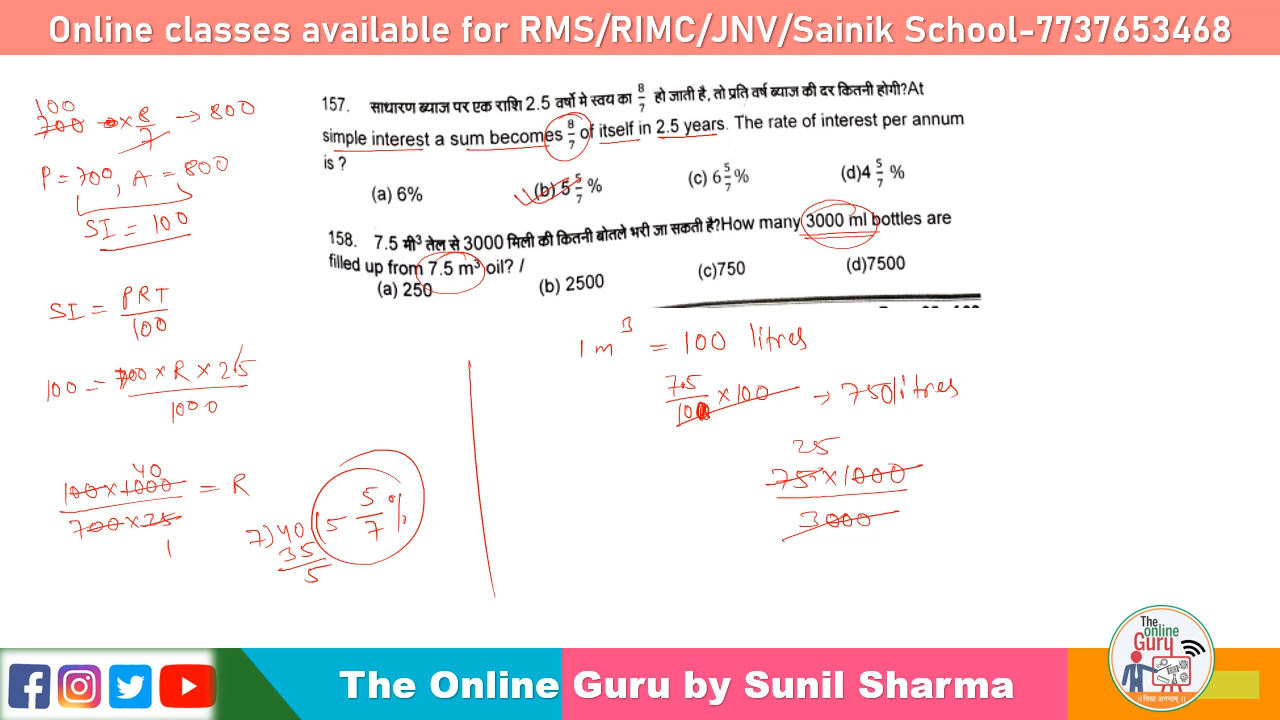 Online classes available for RMS/RIMC/JNV/Sainik School-7737653468
157. साधारण ब्याज पर एक राशि 2.5 वर्षो मे स्वयं का 8/7 हो जाती है, तो प्रति वर्ष ब्याज की दर कितनी होगी?At
simple interest a sum becomes 8/7 of itself in 2.5 years. The rate of interest per annum
is ?
(a) 6% (b) 5 5/7 % (c) 6 5/7 % (d)4 5/7 %
158. 7.5 मी³ तेल से 3000 मिली की कितनी बोतले भरी जा सकती है?How many 3000 ml bottles are
filled up from 7.5 m³ oil? /
(a) 250 (b) 2500 (c)750 (d)7500
100
700 × 8/7 → 800
P = 700, A = 800
SI = 100
SI = PRT/100
100 = 700 × R × 25/1000
40
100 × 1000/700 × 25 = R
1
7) 40 ( 5 5/7 %
35
5
1 m³ = 100 litres
7.5/100 × 100 → 750 litres
25
75 × 1000
3000
The online Guru
The Online Guru by Sunil Sharma